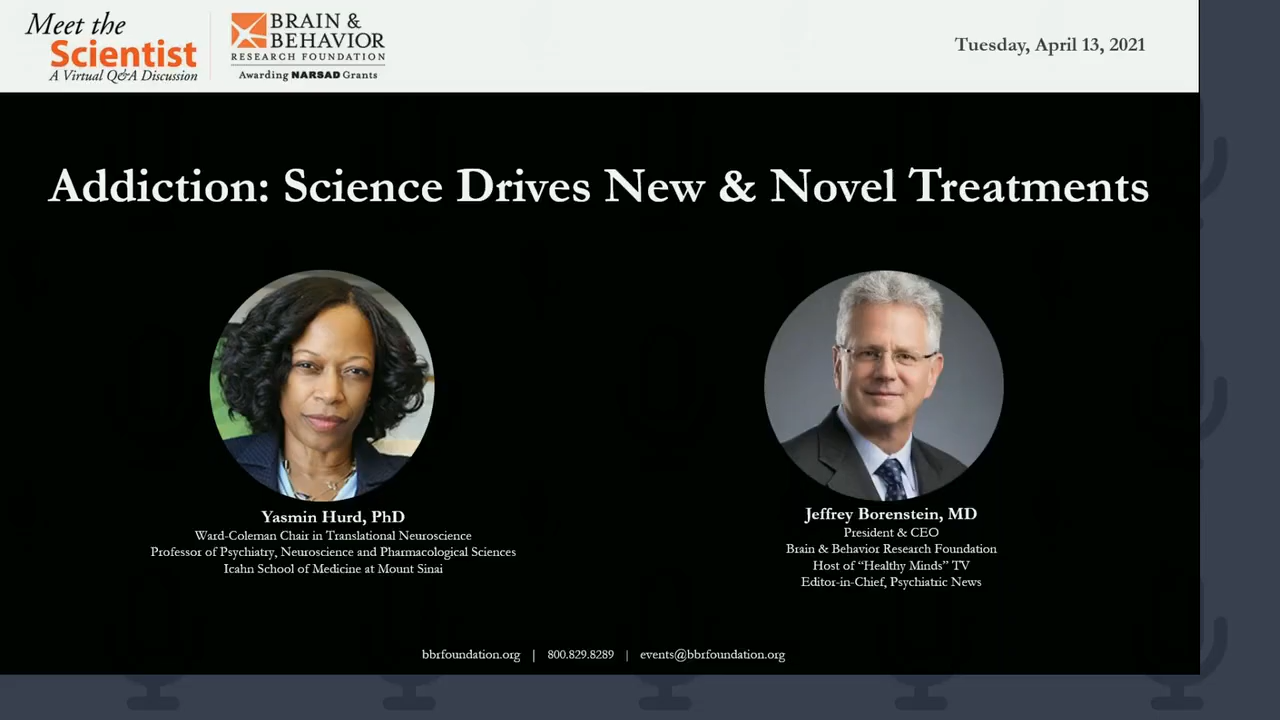 Meet the
Scientist
A Virtual Q&A Discussion
BRAIN &
BEHAVIOR
RESEARCH FOUNDATION
Awarding NARSAD Grants
Tuesday, April 13, 2021
Addiction: Science Drives New & Novel Treatments
Yasmin Hurd, PhD
Ward-Coleman Chair in Translational Neuroscience
Professor of Psychiatry, Neuroscience and Pharmacological Sciences
Icahn School of Medicine at Mount Sinai
Jeffrey Borenstein, MD
President & CEO
Brain & Behavior Research Foundation
Host of “Healthy Minds” TV
Editor-in-Chief, Psychiatric News
bbrfoundation.org | 800.829.8289 | events@bbrfoundation.org